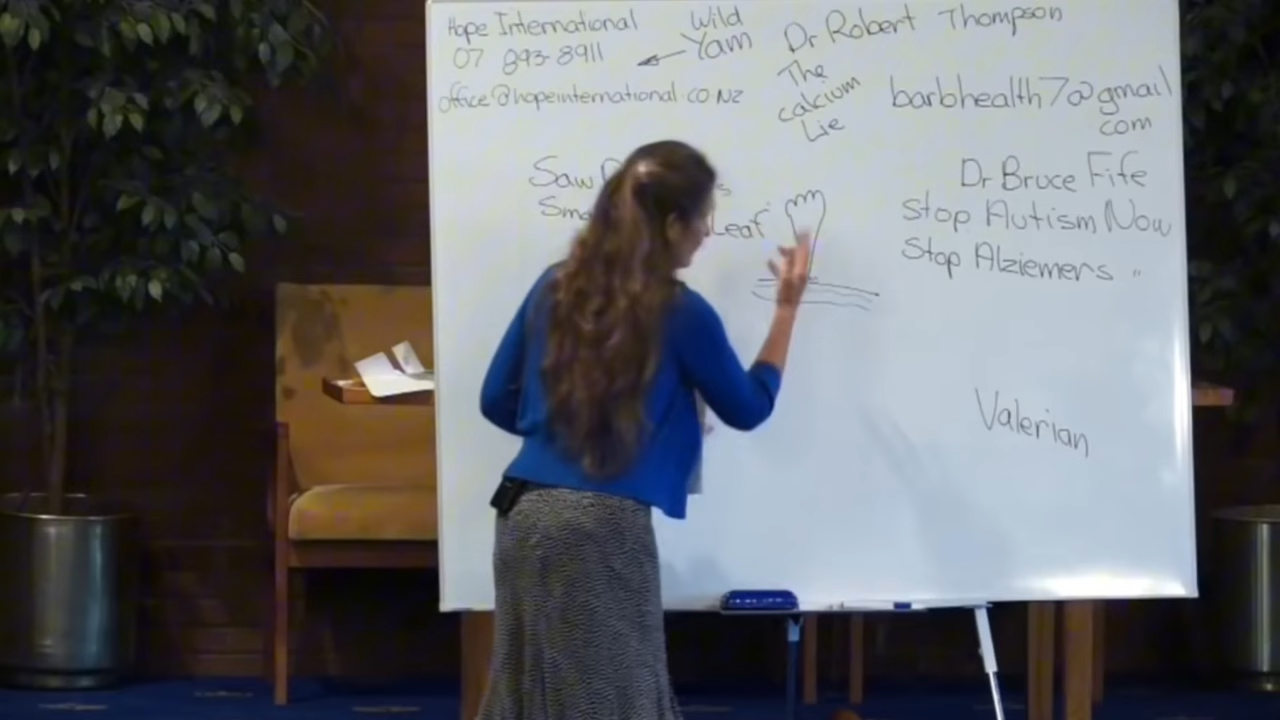 Hope International
07 893-8911
office@hopeinternational.co.NZ
Wild
Yam
Dr Robert Thompson
The
calcium
Lie
barbhealth7@gmail
com
Saw
Leaf
Dr Bruce Fife
Stop Autism Now
Stop Alziemers "
Valerian